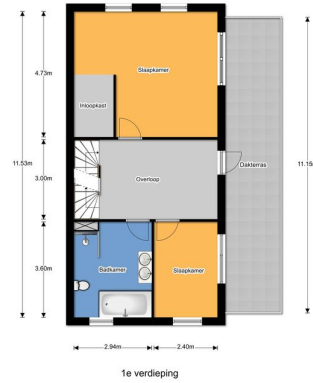 4.73m
Slaapkamer
Inloopkast
11.53m
3.00m
Overloop
Dakterras
11.15m
3.60m
Badkamer
Slaapkamer
2.94m
2.40m
1e verdieping